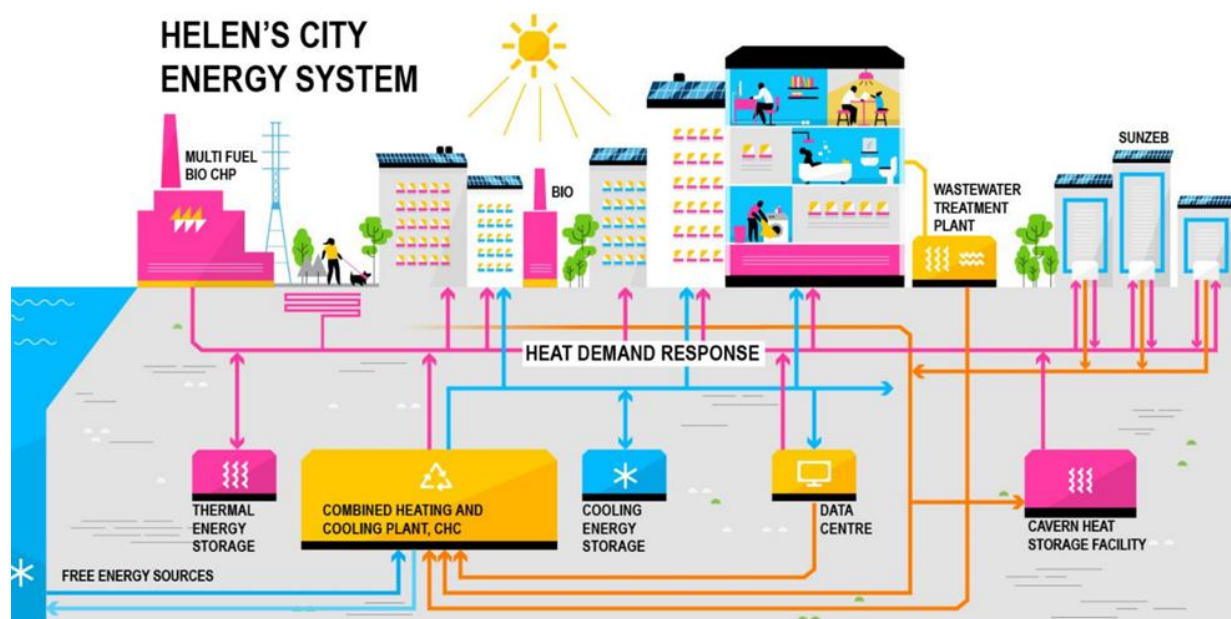 HELEN'S CITY
ENERGY SYSTEM
MULTI FUEL
BIO CHP
BIO
WASTEWATER
TREATMENT
PLANT
SUNZEB
HEAT DEMAND RESPONSE
THERMAL
ENERGY
STORAGE
COMBINED HEATING AND
COOLING PLANT, CHC
COOLING
ENERGY
STORAGE
DATA
CENTRE
CAVERN HEAT
STORAGE FACILITY
FREE ENERGY SOURCES